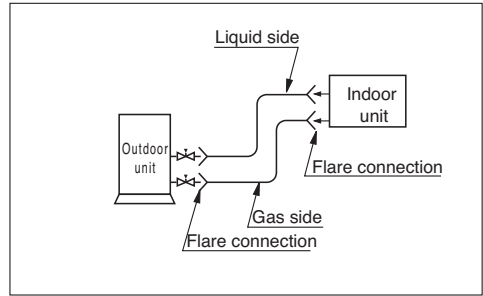 Liquid side
Indoor
unit
Outdoor
unit
Flare connection
Gas side
Flare connection